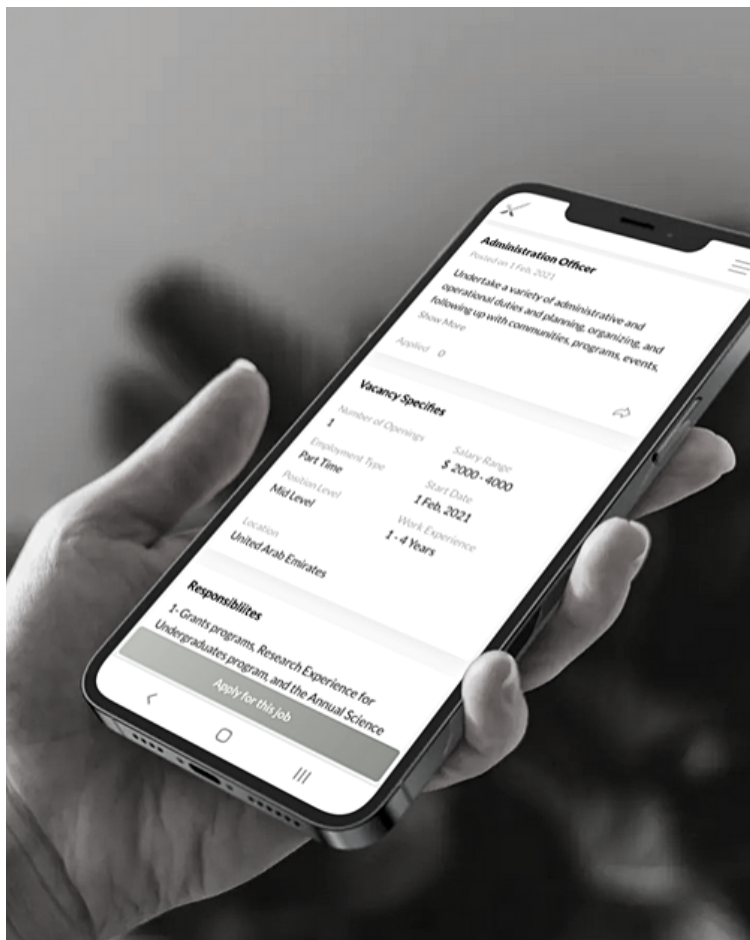 Administration Officer
Posted on 1 Feb, 2021
Undertake a variety of administrative and
operational duties and planning, organizing, and
following up with communities, programs, events,
Show More
Applied 0
Vacancy Specifies
Number of Openings
1
Salary Range
$ 2000 - 4000
Employment Type
Part Time
Start Date
1 Feb, 2021
Position Level
Mid Level
Work Experience
1 - 4 Years
Location
United Arab Emirates
Responsibliites
1- Grants programs, Research Experience for
Undergraduates program, and the Annual Science
Apply for this job